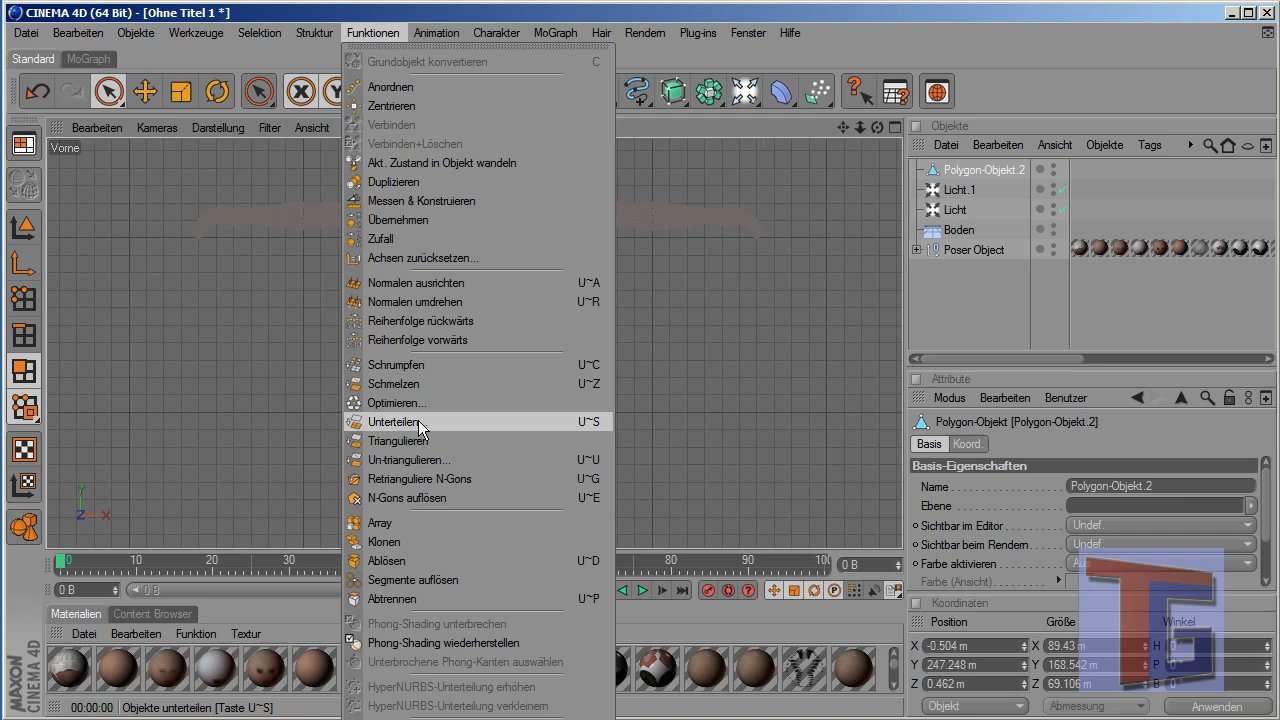 CINEMA 4D (64 Bit) - [Ohne Titel 1 *]
Datei Bearbeiten Objekte Werkzeuge Selektion Struktur Funktionen Animation Charakter MoGraph Hair Rendern Plug-ins Fenster Hilfe
Standard MoGraph
Bearbeiten Kameras Darstellung Filter Ansicht
Vorne
Grundobjekt konvertieren C
Anordnen
Zentrieren
Verbinden
Verbinden+Löschen
Akt. Zustand in Objekt wandeln
Duplizieren
Messen & Konstruieren
Übernehmen
Zufall
Achsen zurücksetzen...
Normalen ausrichten U~A
Normalen umdrehen U~R
Reihenfolge rückwärts
Reihenfolge vorwärts
Schrumpfen U~C
Schmelzen U~Z
Optimieren...
Unterteilen U~S
Triangulieren
Un-triangulieren... U~U
Retrianguliere N-Gons U~G
N-Gons auflösen U~E
Array
Klonen
Ablösen U~D
Segmente auflösen
Abtrennen U~P
Phong-Shading unterbrechen
Phong-Shading wiederherstellen
Unterbrochene Phong-Kanten auswählen
HyperNURBS-Unterteilung erhöhen
HyperNURBS-Unterteilung verkleinern
Objekte
Datei Bearbeiten Ansicht Objekte Tags
Polygon-Objekt.2
Licht.1
Licht
Boden
Poser Object
Attribute
Modus Bearbeiten Benutzer
Polygon-Objekt [Polygon-Objekt.2]
Basis Koord.
Basis-Eigenschaften
Name Polygon-Objekt.2
Ebene
Sichtbar im Editor Undef.
Sichtbar beim Rendern Undef.
Farbe aktivieren
Farbe (Ansicht)
Koordinaten
Position Größe Winkel
X -0.504 m X 89.43 m H 0°
Y 247.248 m Y 168.542 m P 0°
Z 0.462 m Z 69.106 m B 0°
Objekt Abmessung Anwenden
0 10 20 30 80 90 100 0 B
0 B 0 B
Materialien Content Browser
Datei Bearbeiten Funktion Textur
MAXON
CINEMA 4D
00:00:00 Objekte unterteilen [Taste U~S]
TG